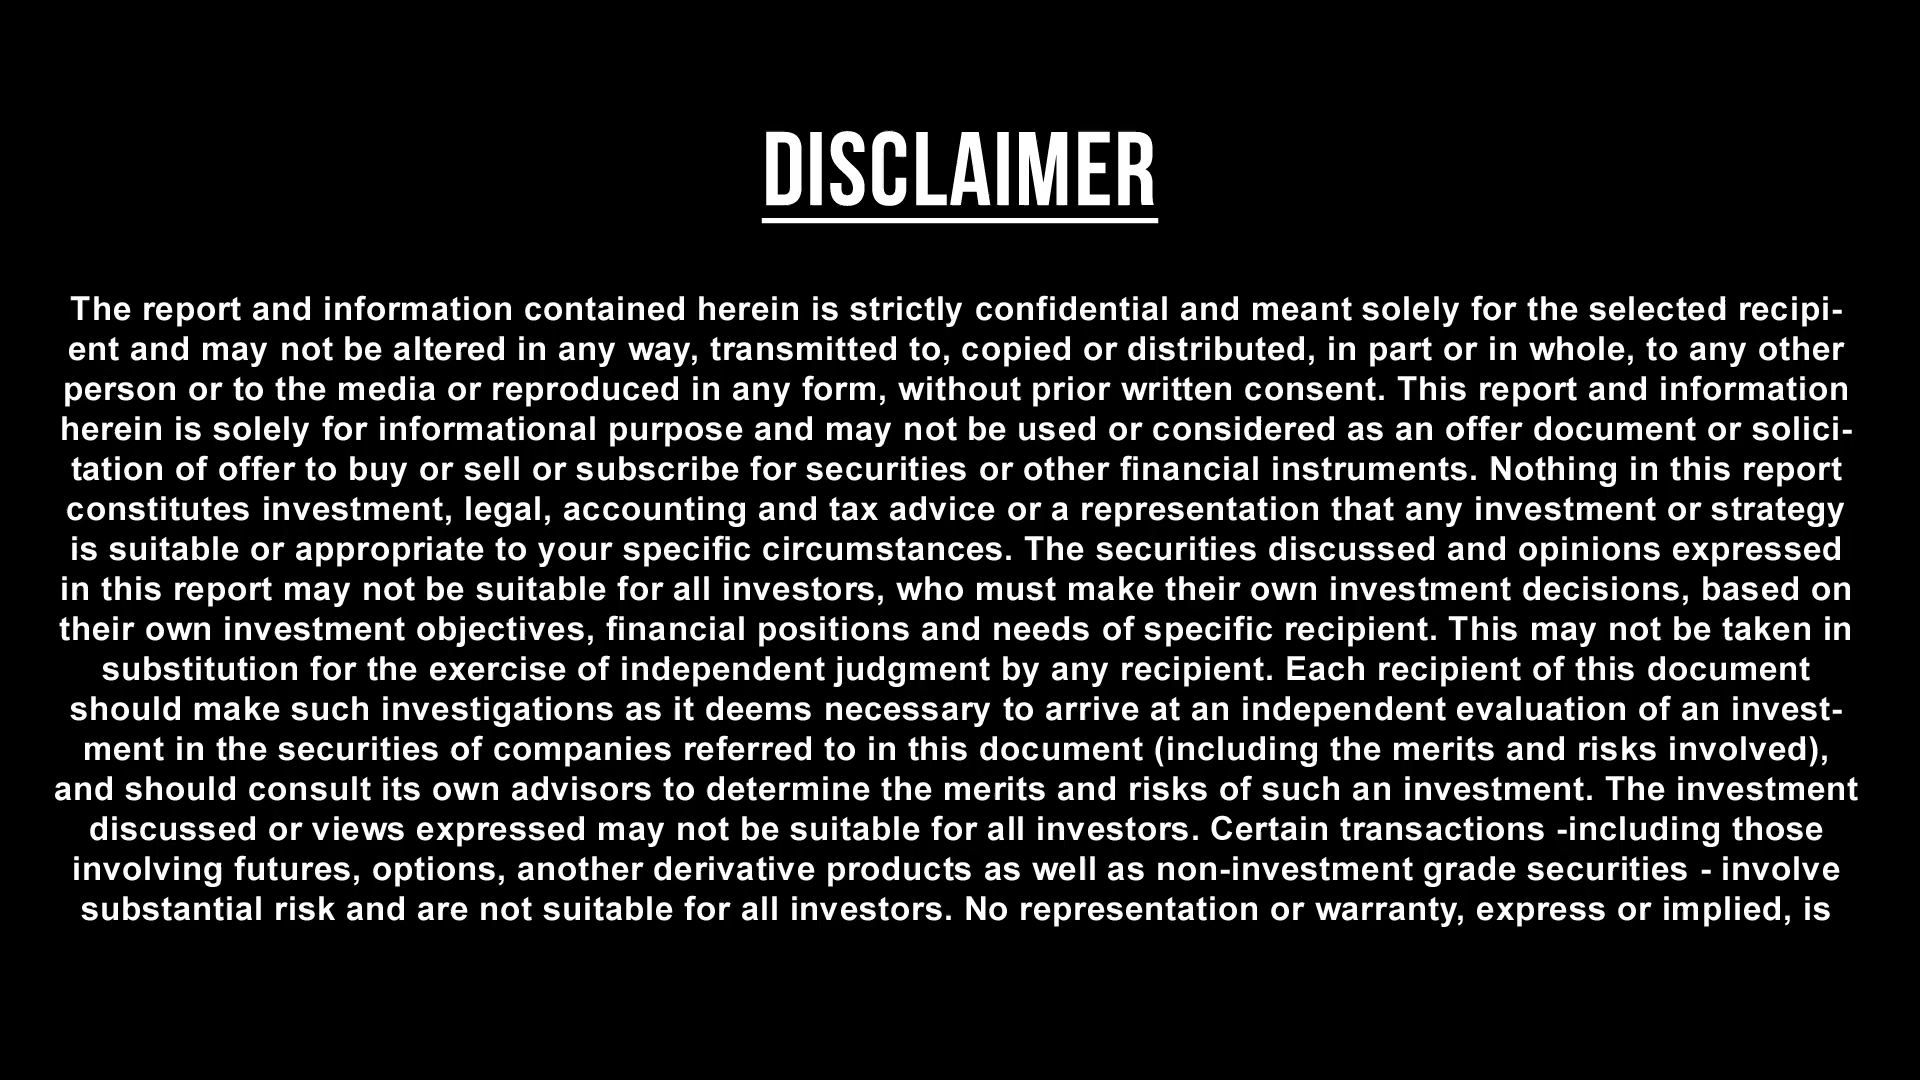 DISCLAIMER
The report and information contained herein is strictly confidential and meant solely for the selected recipi-
ent and may not be altered in any way, transmitted to, copied or distributed, in part or in whole, to any other
person or to the media or reproduced in any form, without prior written consent. This report and information
herein is solely for informational purpose and may not be used or considered as an offer document or solici-
tation of offer to buy or sell or subscribe for securities or other financial instruments. Nothing in this report
constitutes investment, legal, accounting and tax advice or a representation that any investment or strategy
is suitable or appropriate to your specific circumstances. The securities discussed and opinions expressed
in this report may not be suitable for all investors, who must make their own investment decisions, based on
their own investment objectives, financial positions and needs of specific recipient. This may not be taken in
substitution for the exercise of independent judgment by any recipient. Each recipient of this document
should make such investigations as it deems necessary to arrive at an independent evaluation of an invest-
ment in the securities of companies referred to in this document (including the merits and risks involved),
and should consult its own advisors to determine the merits and risks of such an investment. The investment
discussed or views expressed may not be suitable for all investors. Certain transactions -including those
involving futures, options, another derivative products as well as non-investment grade securities - involve
substantial risk and are not suitable for all investors. No representation or warranty, express or implied, is